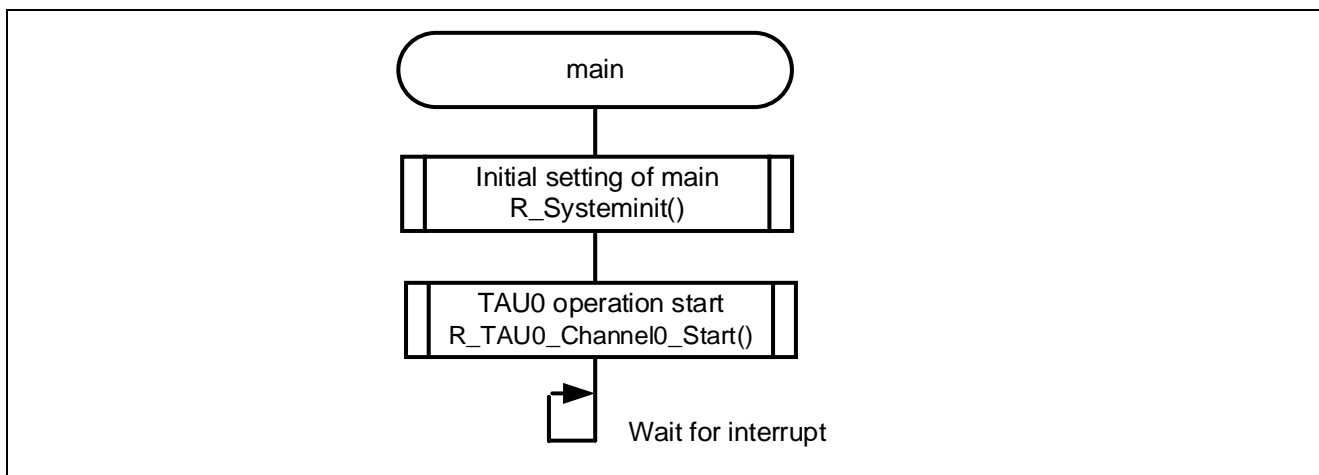 main
Initial setting of main
R_Systeminit()
TAU0 operation start
R_TAU0_Channel0_Start()
Wait for interrupt